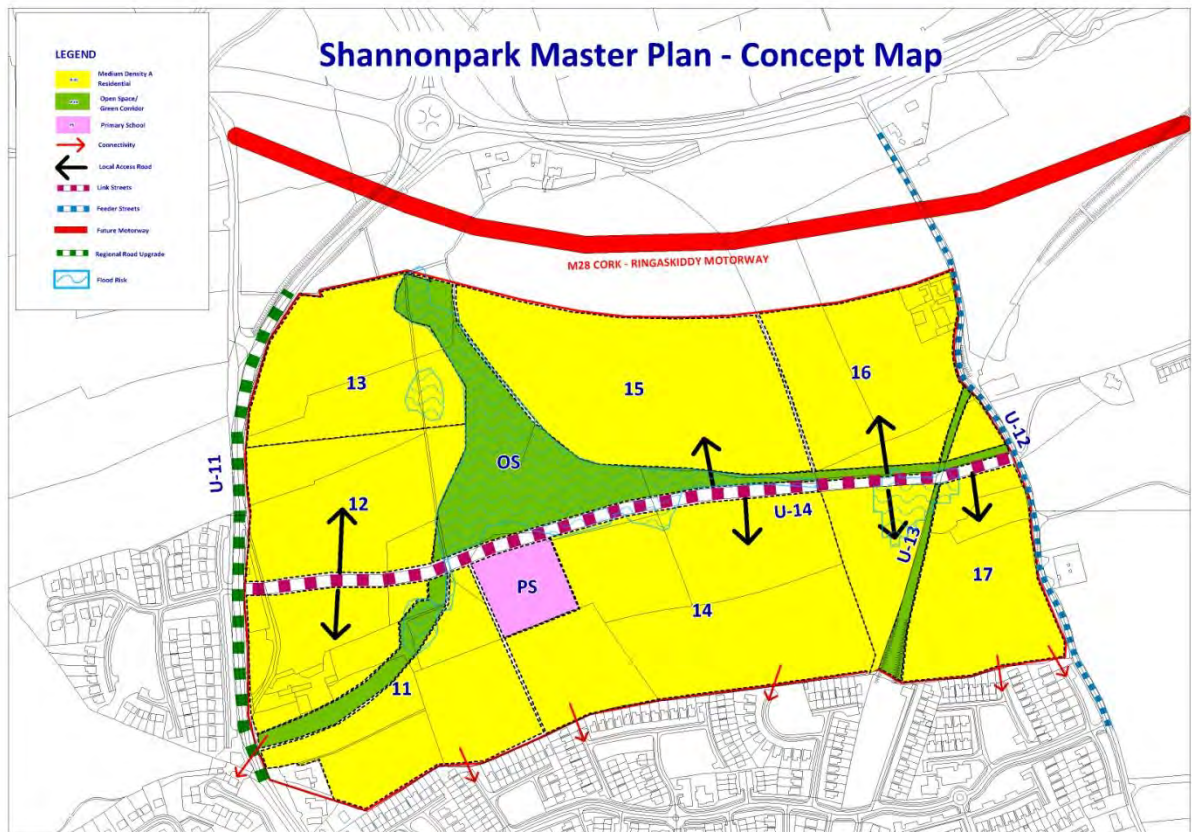 Shannonpark Master Plan - Concept Map
LEGEND
Medium Density A
Residential
Open Space/
Green Corridor
PS
Primary School
Connectivity
Local Access Road
Link Streets
Feeder Streets
Future Motorway
Regional Road Upgrade
Flood Risk
M28 CORK - RINGASKIDDY MOTORWAY
13
15
16
U-11
OS
U-12
12
U-14
U-13
PS
14
17
11